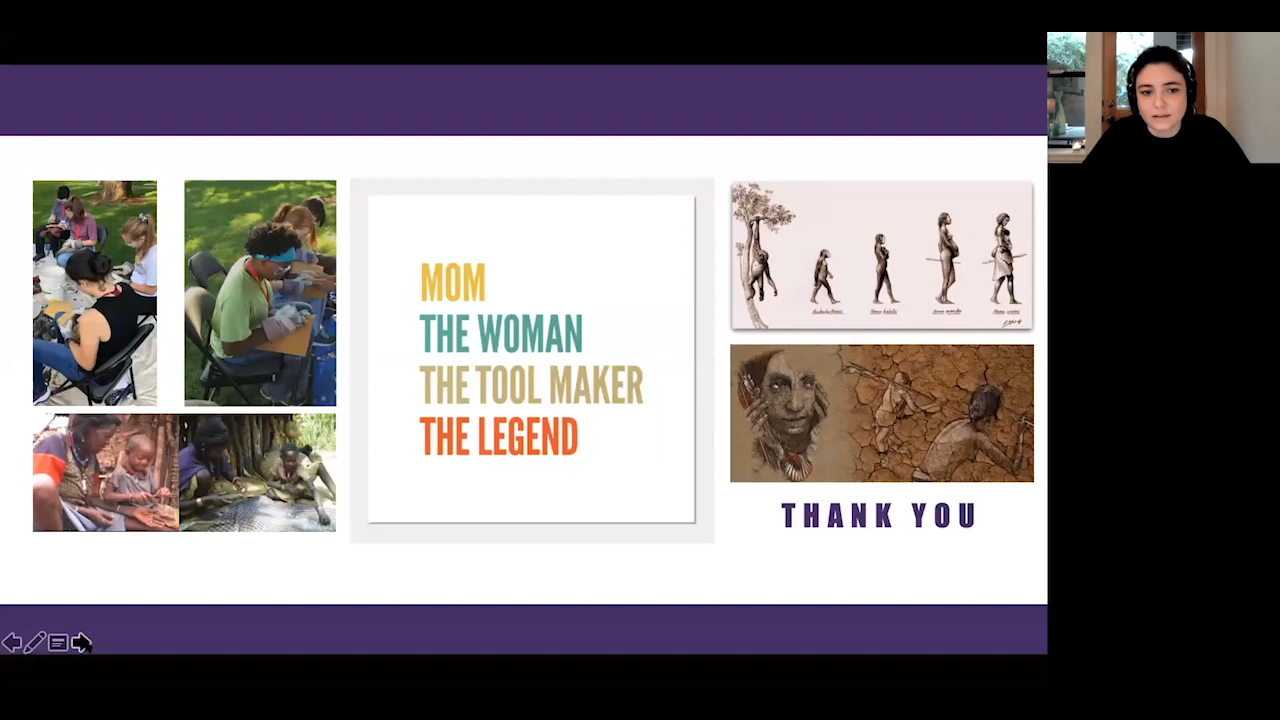 MOM
THE WOMAN
THE TOOL MAKER
THE LEGEND
THANK YOU